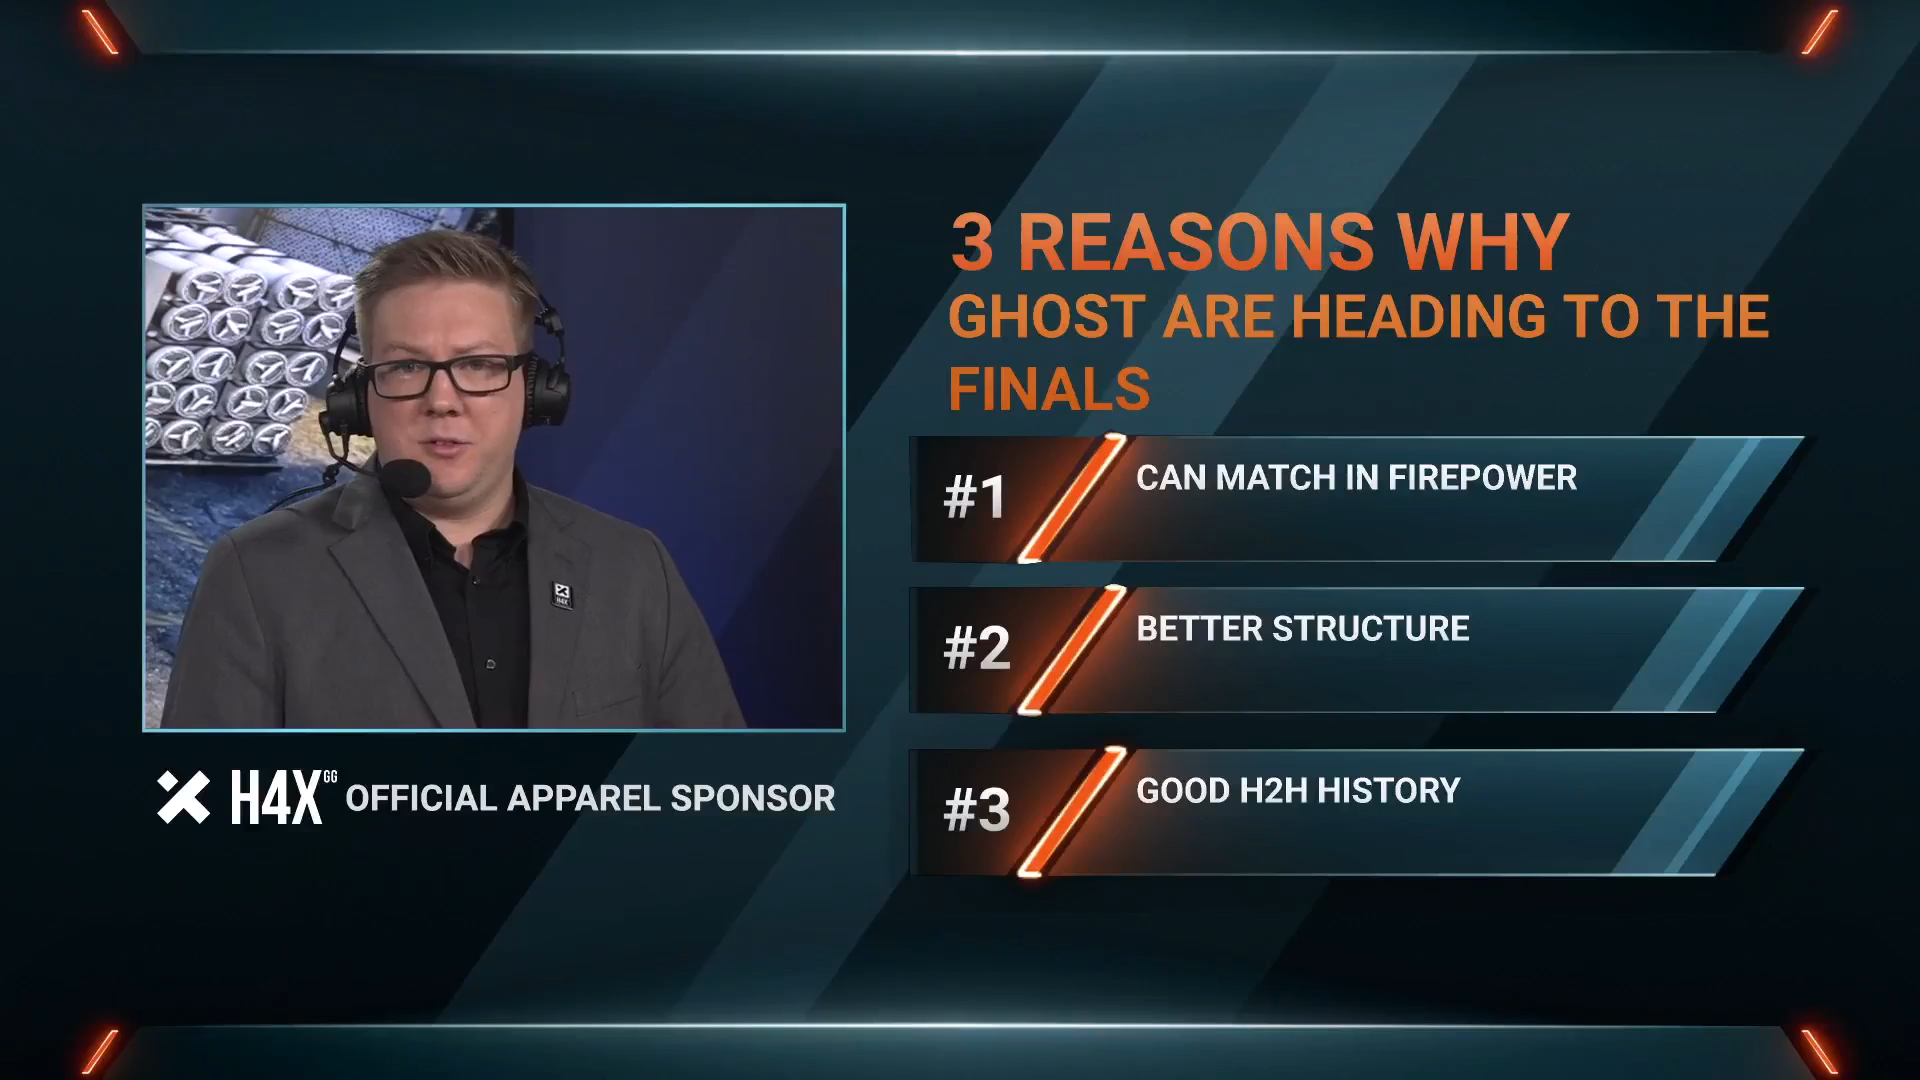 3 REASONS WHY
GHOST ARE HEADING TO THE
FINALS
#1 CAN MATCH IN FIREPOWER
#2 BETTER STRUCTURE
#3 GOOD H2H HISTORY
H4X
H4X GG OFFICIAL APPAREL SPONSOR